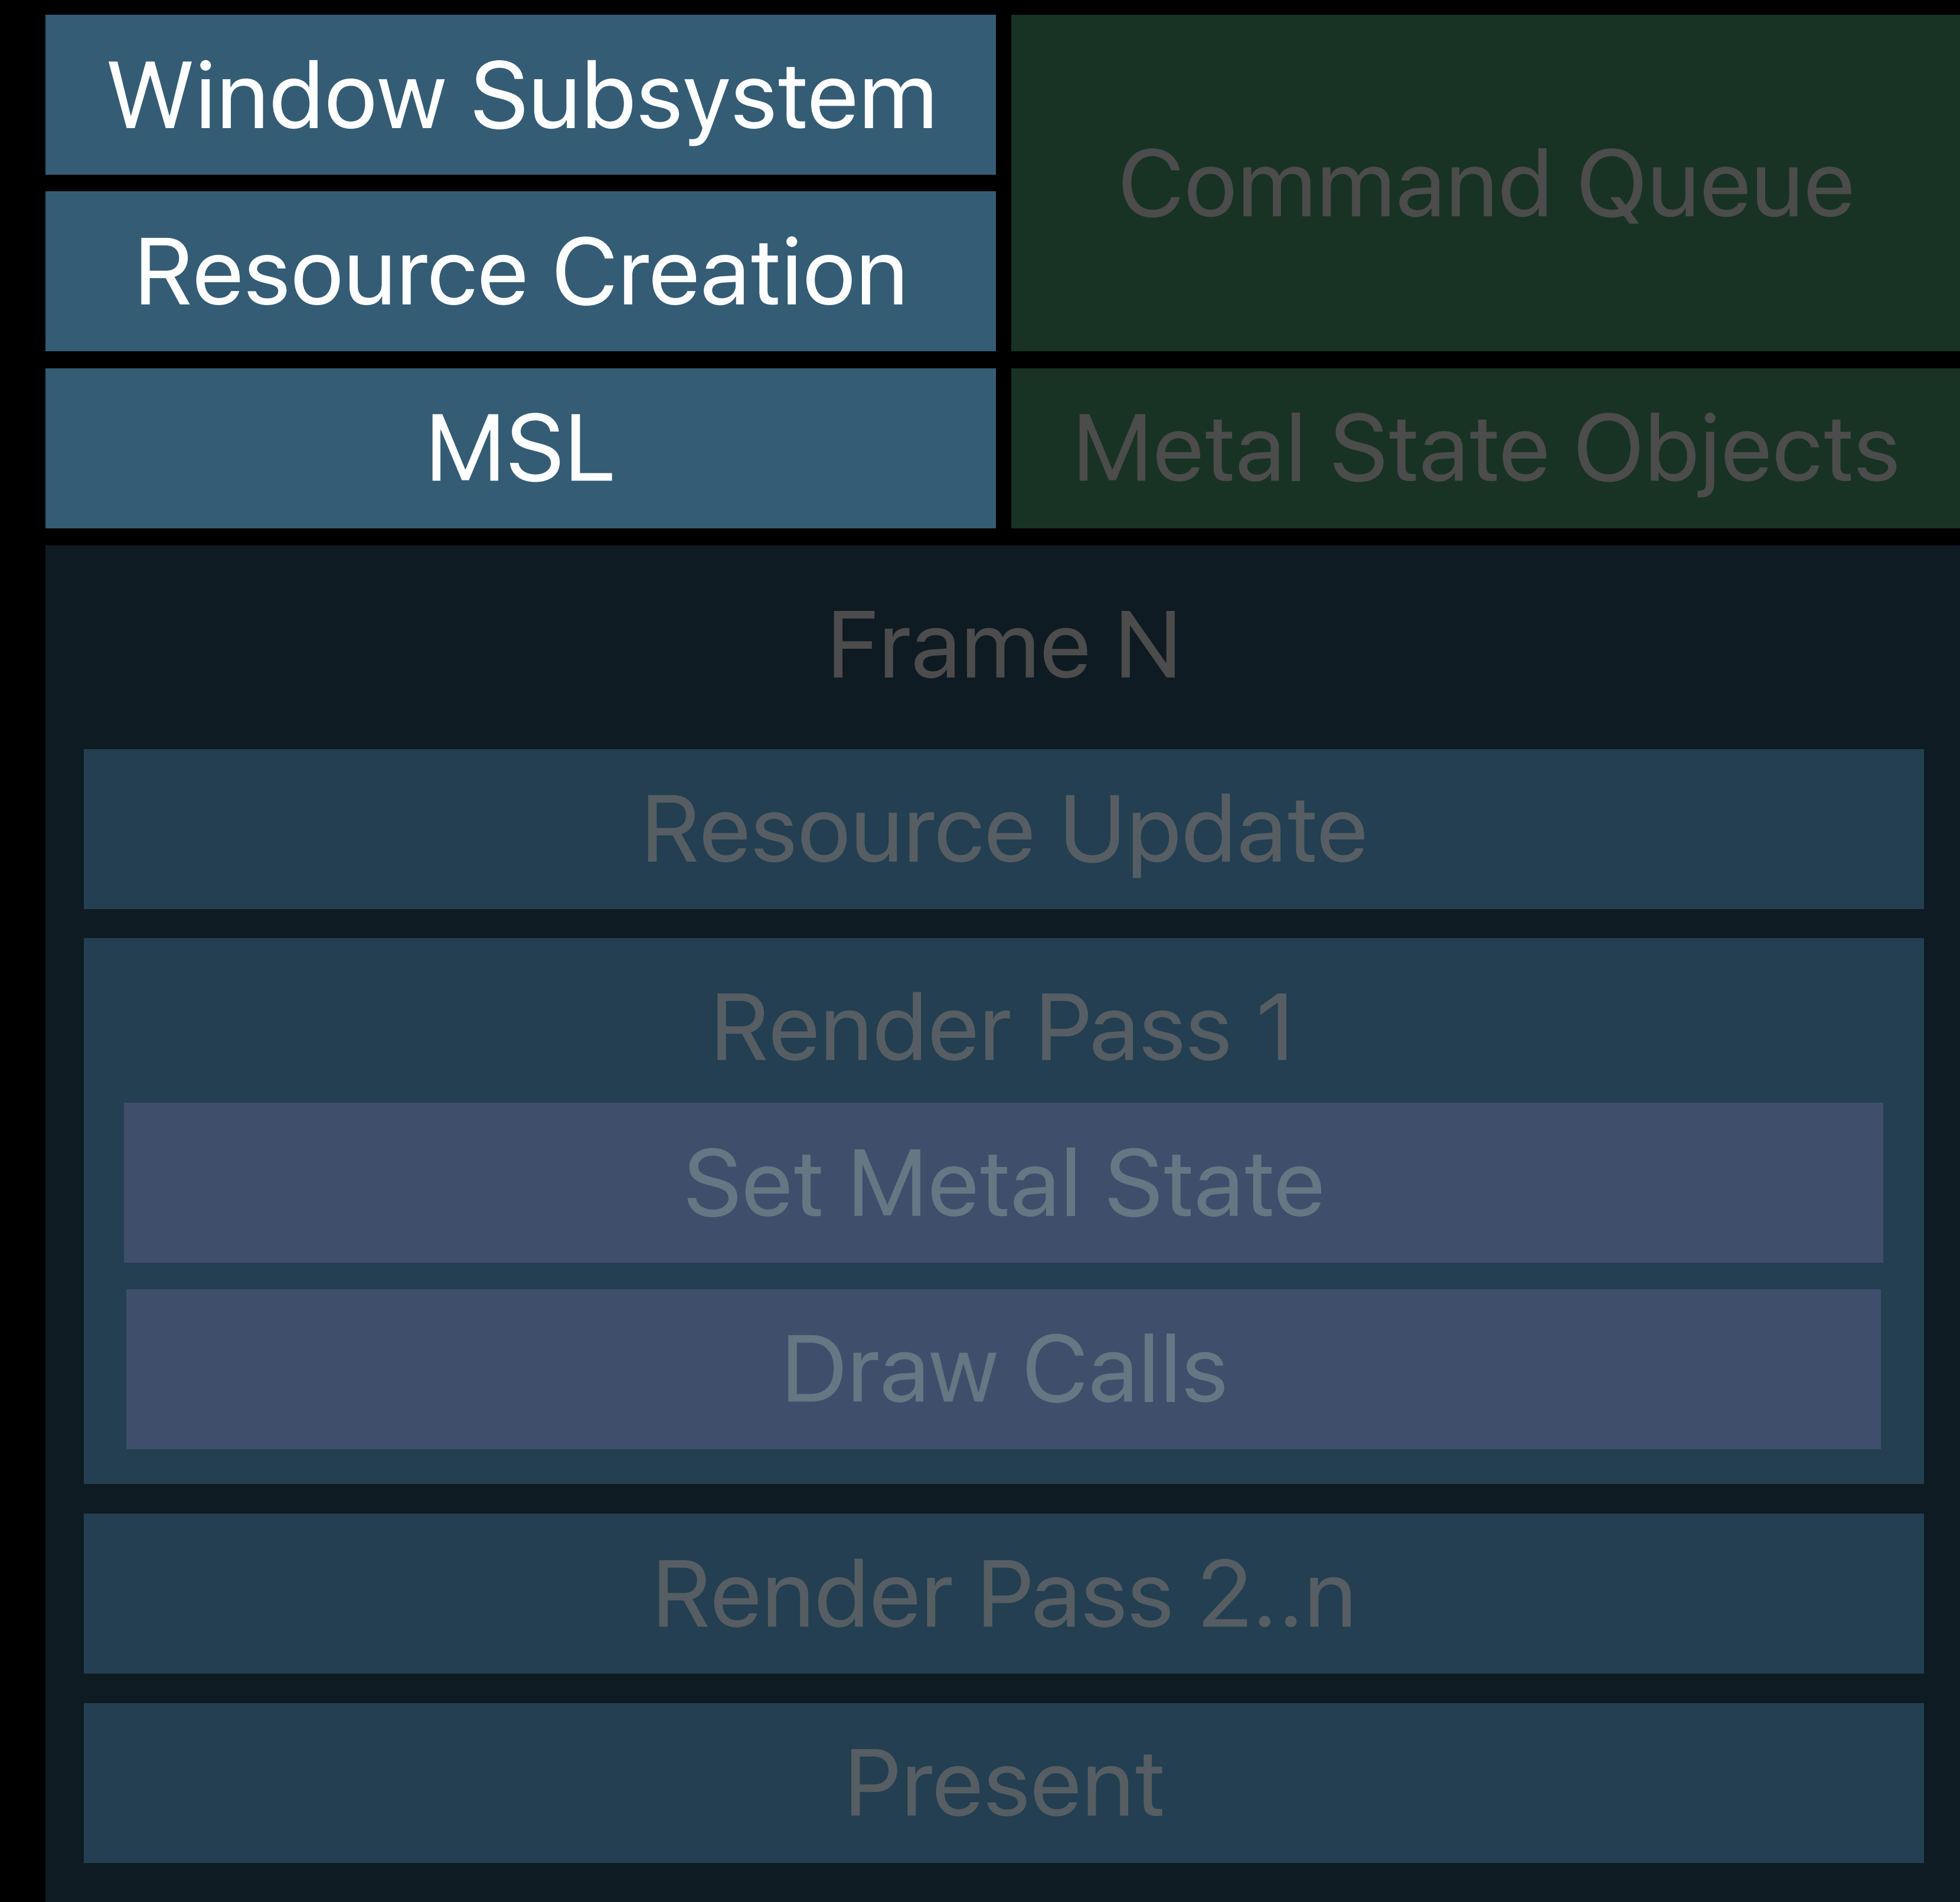 Window Subsystem
Command Queue
Resource Creation
MSL
Metal State Objects
Frame N
Resource Update
Render Pass 1
Set Metal State
Draw Calls
Render Pass 2..n
Present